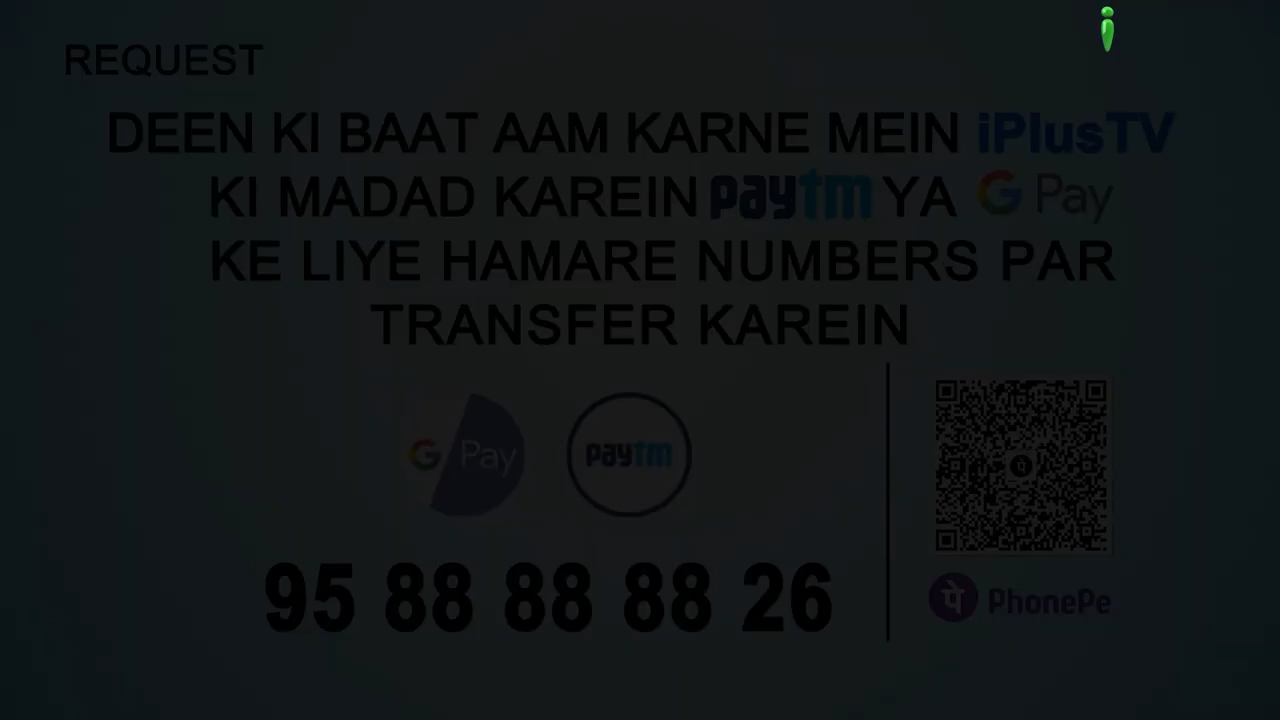 REQUEST
DEEN KI BAAT AAM KARNE MEIN iPlusTV
KI MADAD KAREIN paytm YA G Pay
KE LIYE HAMARE NUMBERS PAR
TRANSFER KAREIN
G Pay paytm
95 88 88 88 26
पे PhonePe